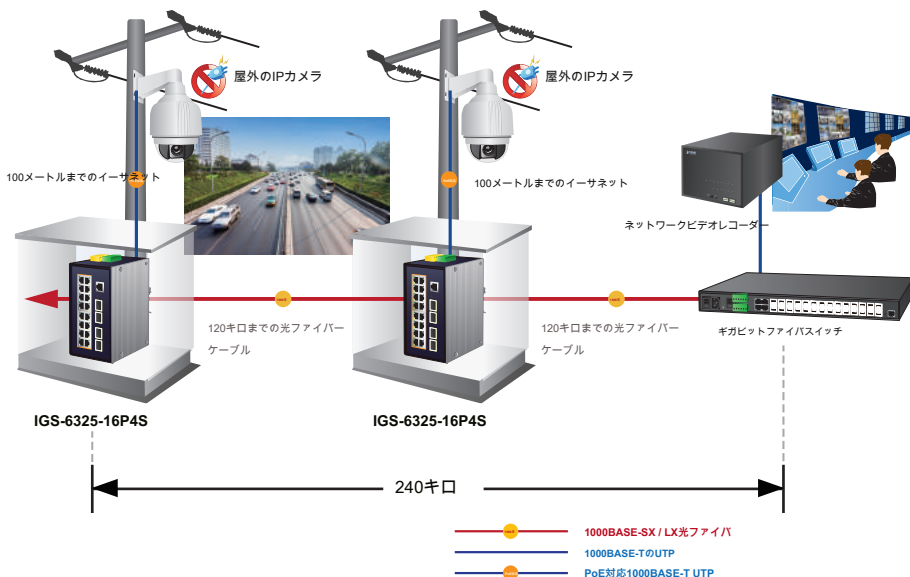 屋外のIPカメラ
屋外のIPカメラ
100メートルまでのイーサネット
100メートルまでのイーサネット
ネットワークビデオレコーダー
120キロまでの光ファイバー
ケーブル
120キロまでの光ファイバー
ケーブル
ギガビットファイバスイッチ
IGS-6325-16P4S
IGS-6325-16P4S
240キロ
1000BASE-SX / LX光ファイバ
1000BASE-TのUTP
PoE対応1000BASE-T UTP